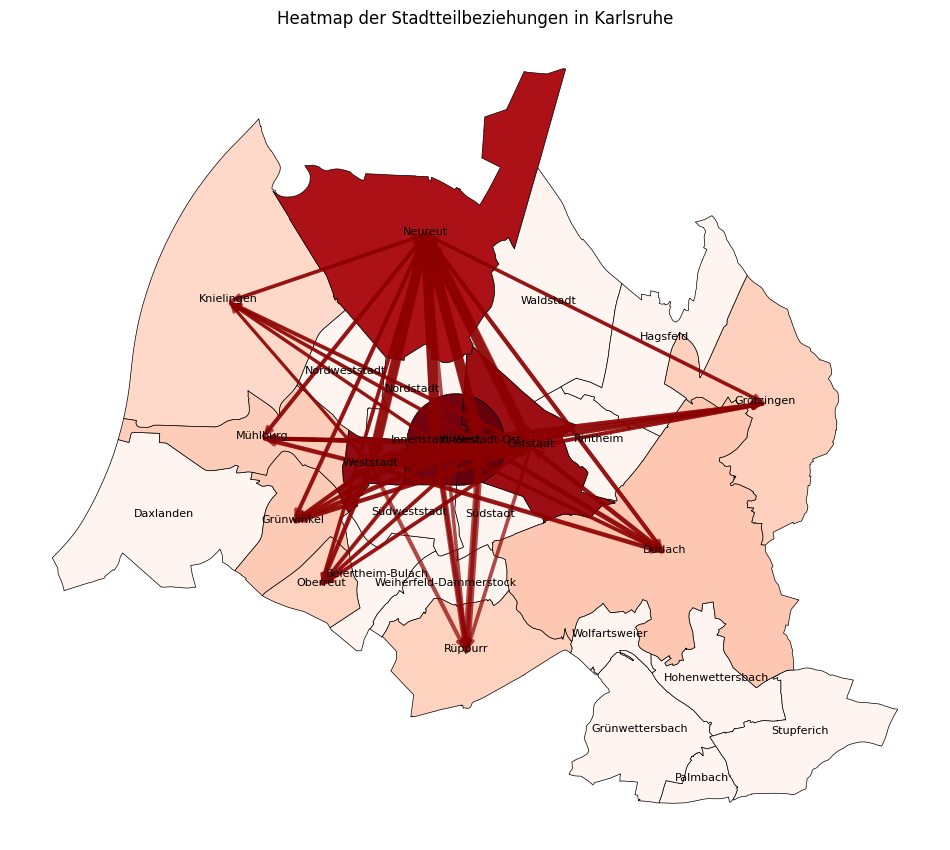 Heatmap der Stadtteilbeziehungen in Karlsruhe
Neureut
Knielingen
Waldstadt
Hagsfeld
Nordweststadt
Nordstadt
Grötzingen
Mühlburg
Innenstadt-West
Innenstadt-Ost
Oststadt
Rintheim
Weststadt
Daxlanden
Grünwinkel
Südweststadt
Südstadt
Durlach
Oberreut
Beiertheim-Bulach
Weiherfeld-Dammerstock
Wolfartsweier
Rüppurr
Hohenwettersbach
Grünwettersbach
Stupferich
Palmbach